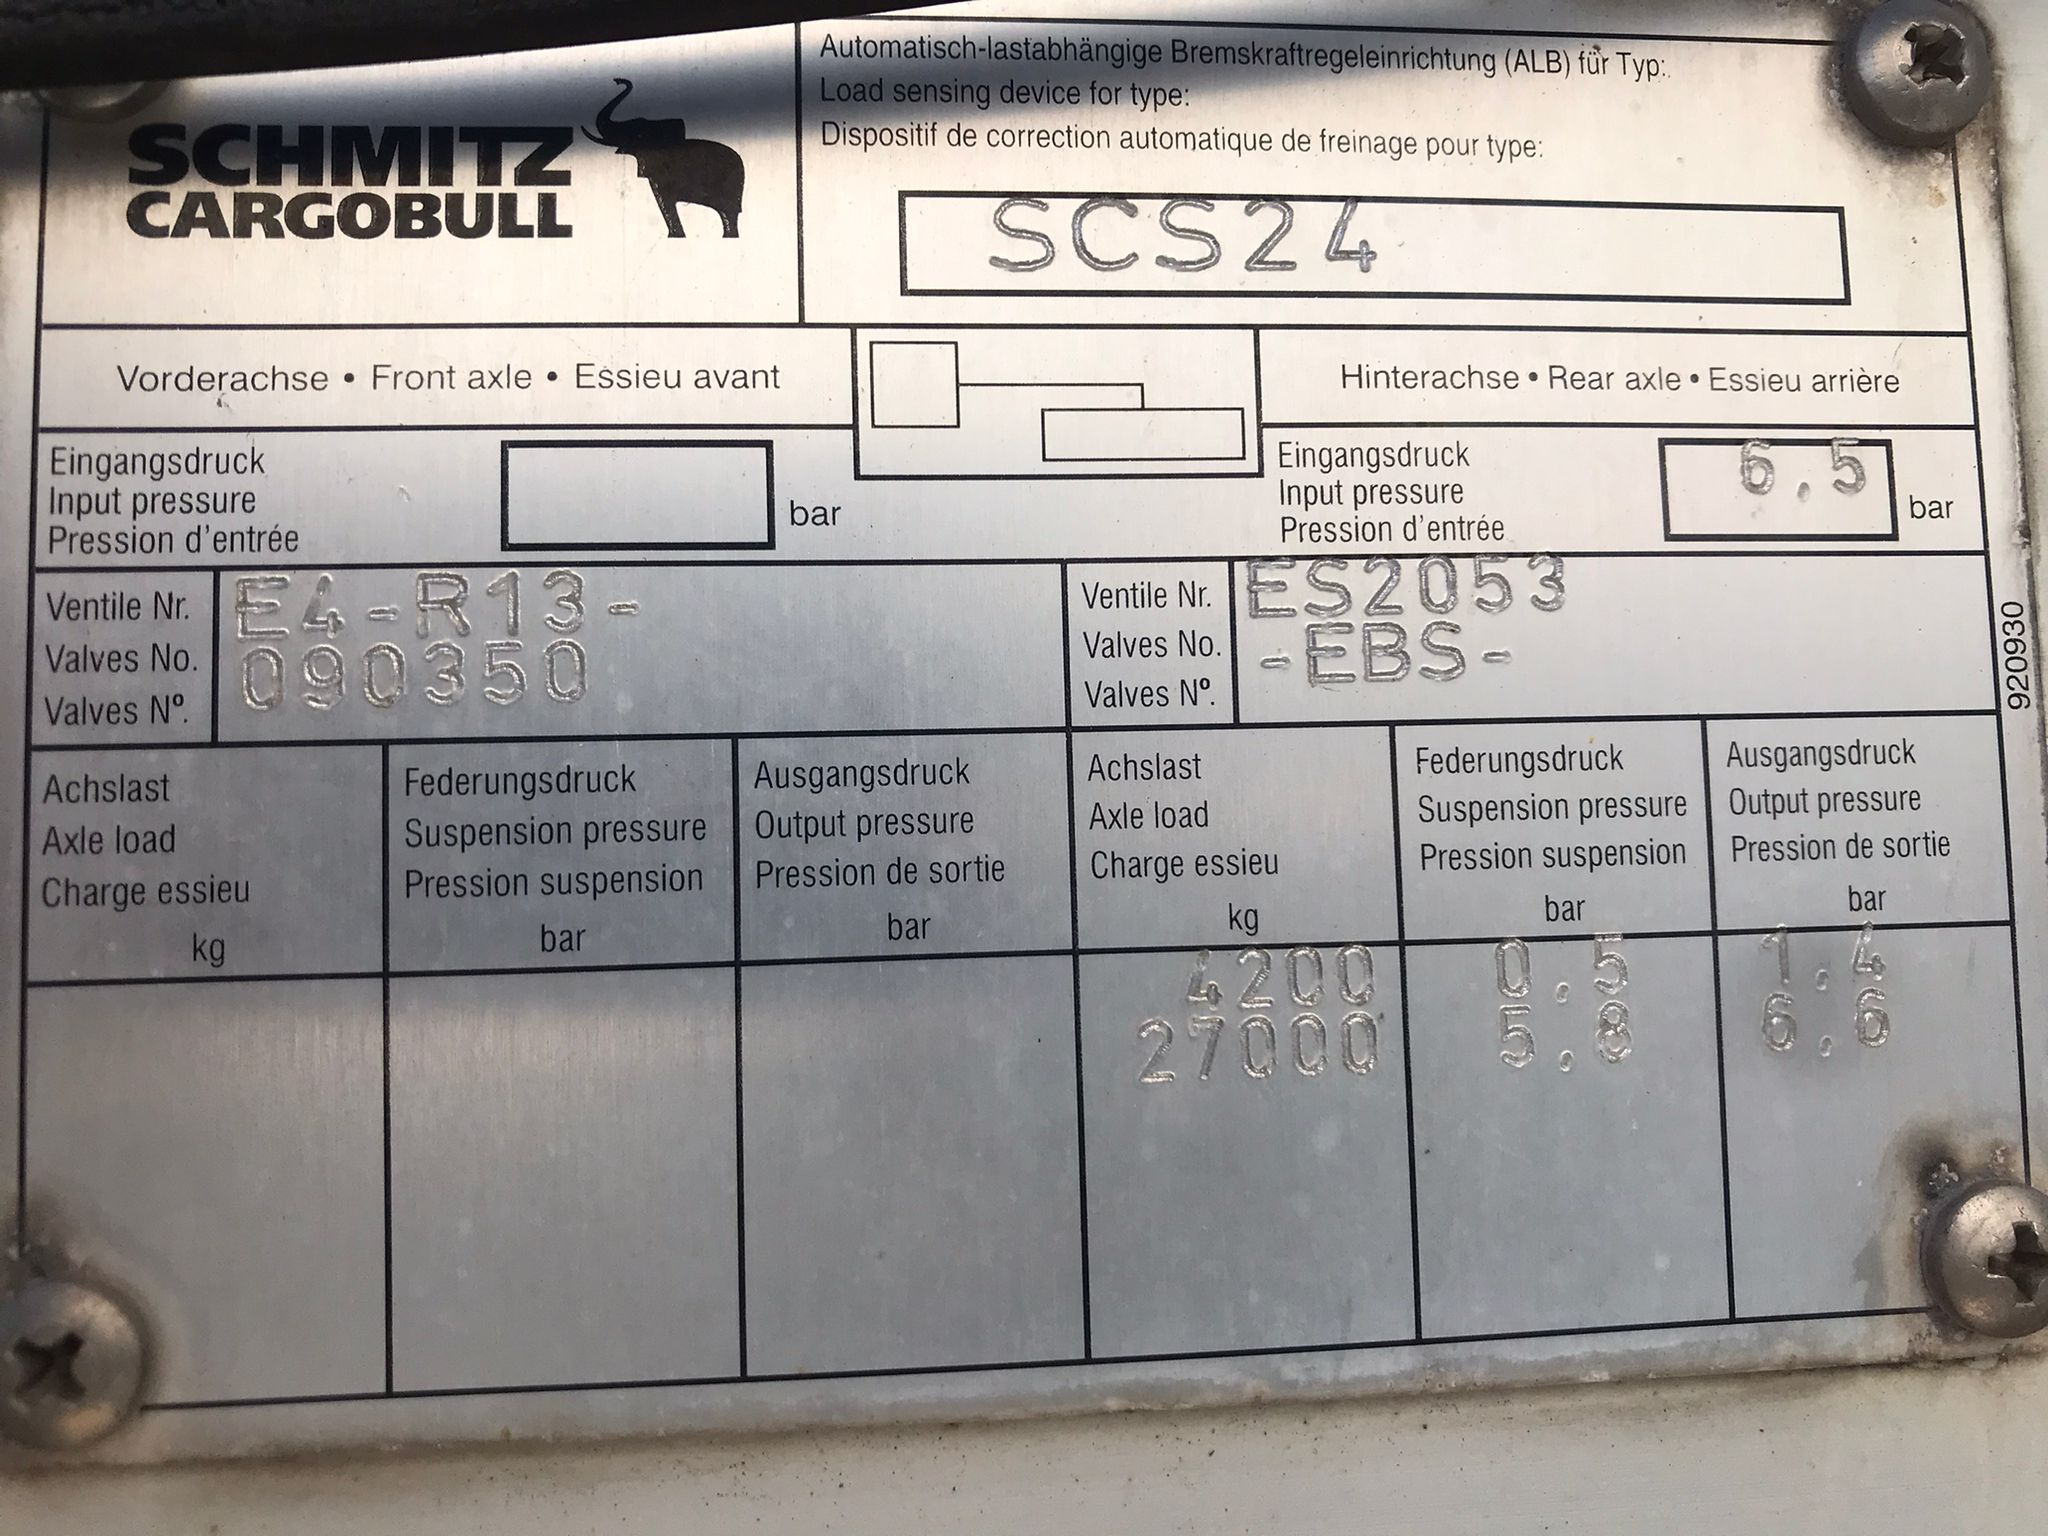 SCHMITZ
CARGOBULL
Automatisch-lastabhängige Bremskraftregeleinrichtung (ALB) für Typ:
Load sensing device for type:
Dispositif de correction automatique de freinage pour type:
SCS24
Vorderachse • Front axle • Essieu avant
Hinterachse • Rear axle • Essieu arrière
Eingangsdruck
Input pressure
Pression d'entrée
bar
Eingangsdruck
Input pressure
Pression d'entrée
6.5
bar
Ventile Nr.
Valves No.
Valves Nº.
E4-R13-
090350
Ventile Nr.
Valves No.
Valves Nº.
ES2053
-EBS-
920930
Achslast
Axle load
Charge essieu
kg
Federungsdruck
Suspension pressure
Pression suspension
bar
Ausgangsdruck
Output pressure
Pression de sortie
bar
Achslast
Axle load
Charge essieu
kg
Federungsdruck
Suspension pressure
Pression suspension
bar
Ausgangsdruck
Output pressure
Pression de sortie
bar
4200 0.5 1.4
27000 5.8 6.6